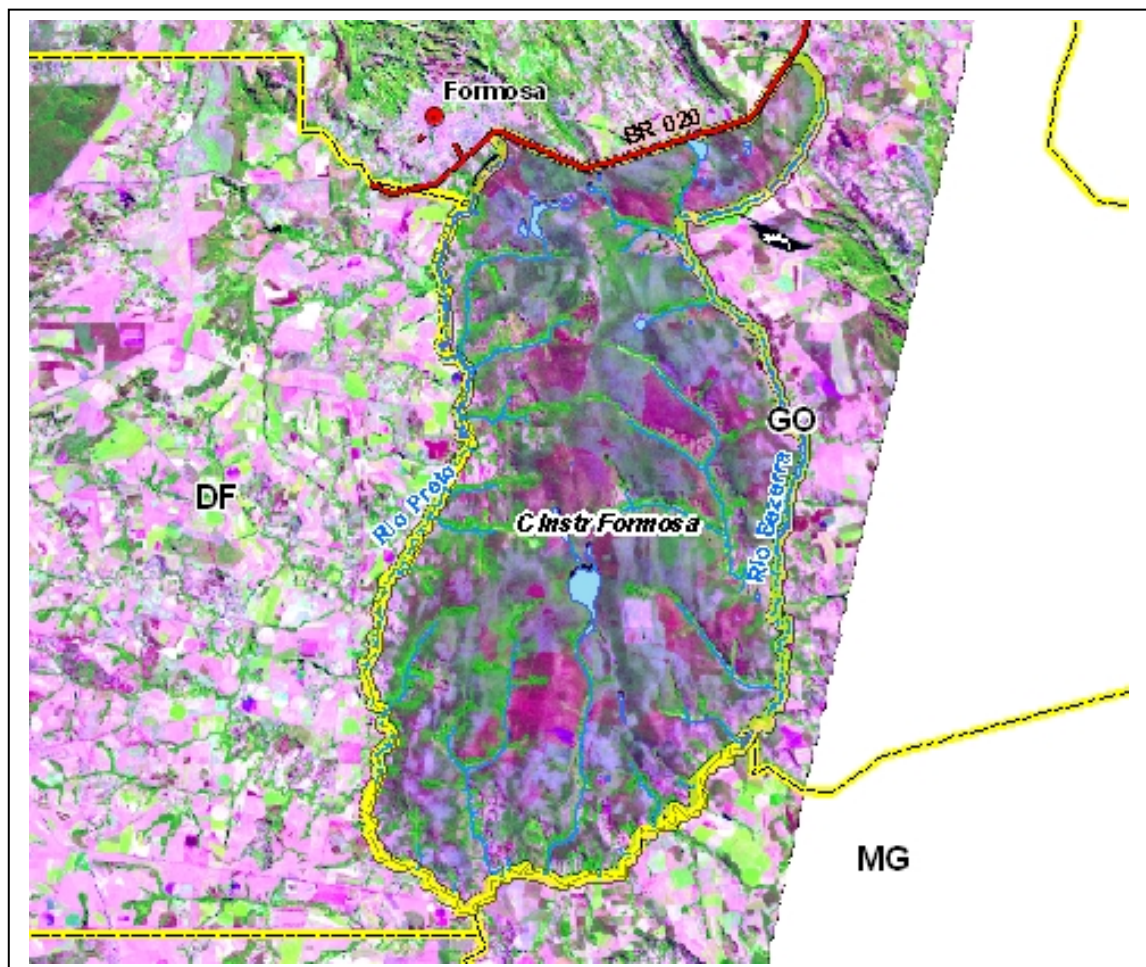 Formosa
BR 020
GO
DF
Rio Preto
C Instr Formosa
Rio Bezerra
MG